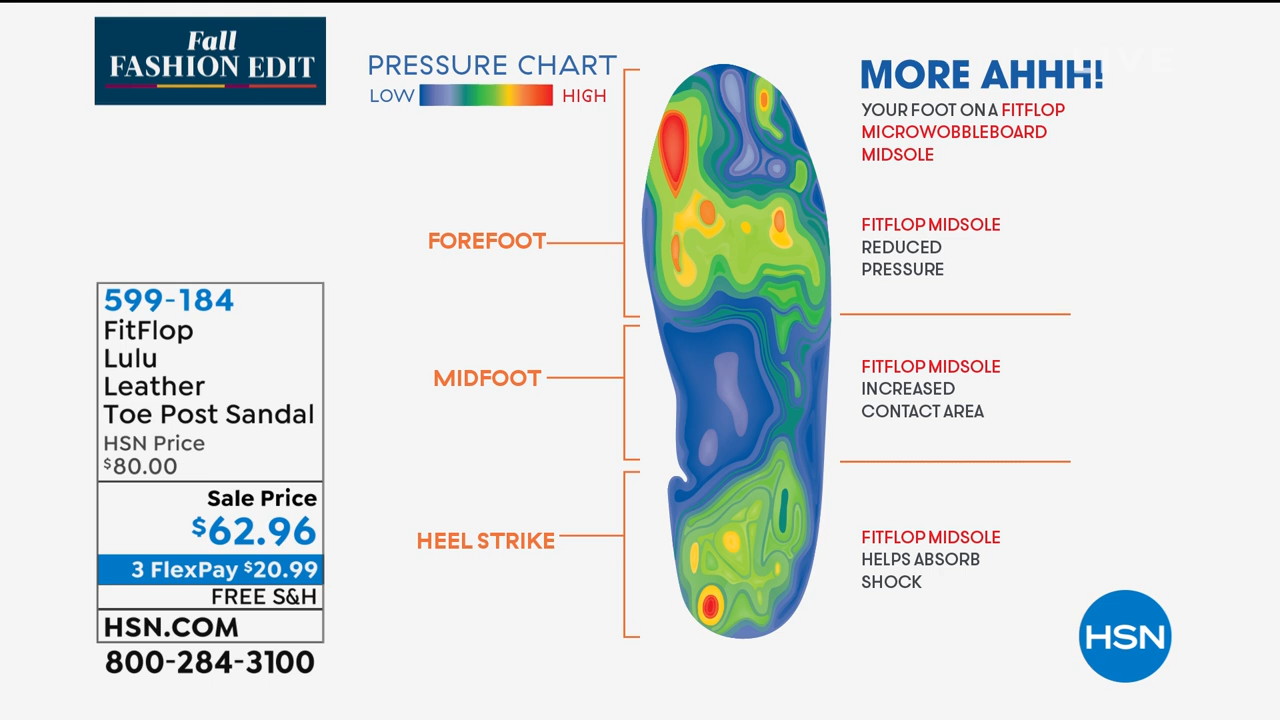 Fall
FASHION EDIT
PRESSURE CHART
LOW HIGH
LIVE
MORE AHHH!
YOUR FOOT ON A FITFLOP
MICROWOBBLEBOARD
MIDSOLE
FOREFOOT
FITFLOP MIDSOLE
REDUCED
PRESSURE
MIDFOOT
FITFLOP MIDSOLE
INCREASED
CONTACT AREA
HEEL STRIKE
FITFLOP MIDSOLE
HELPS ABSORB
SHOCK
599-184
FitFlop
Lulu
Leather
Toe Post Sandal
HSN Price
$80.00
Sale Price
$62.96
3 FlexPay $20.99
FREE S&H
HSN.COM
800-284-3100
HSN